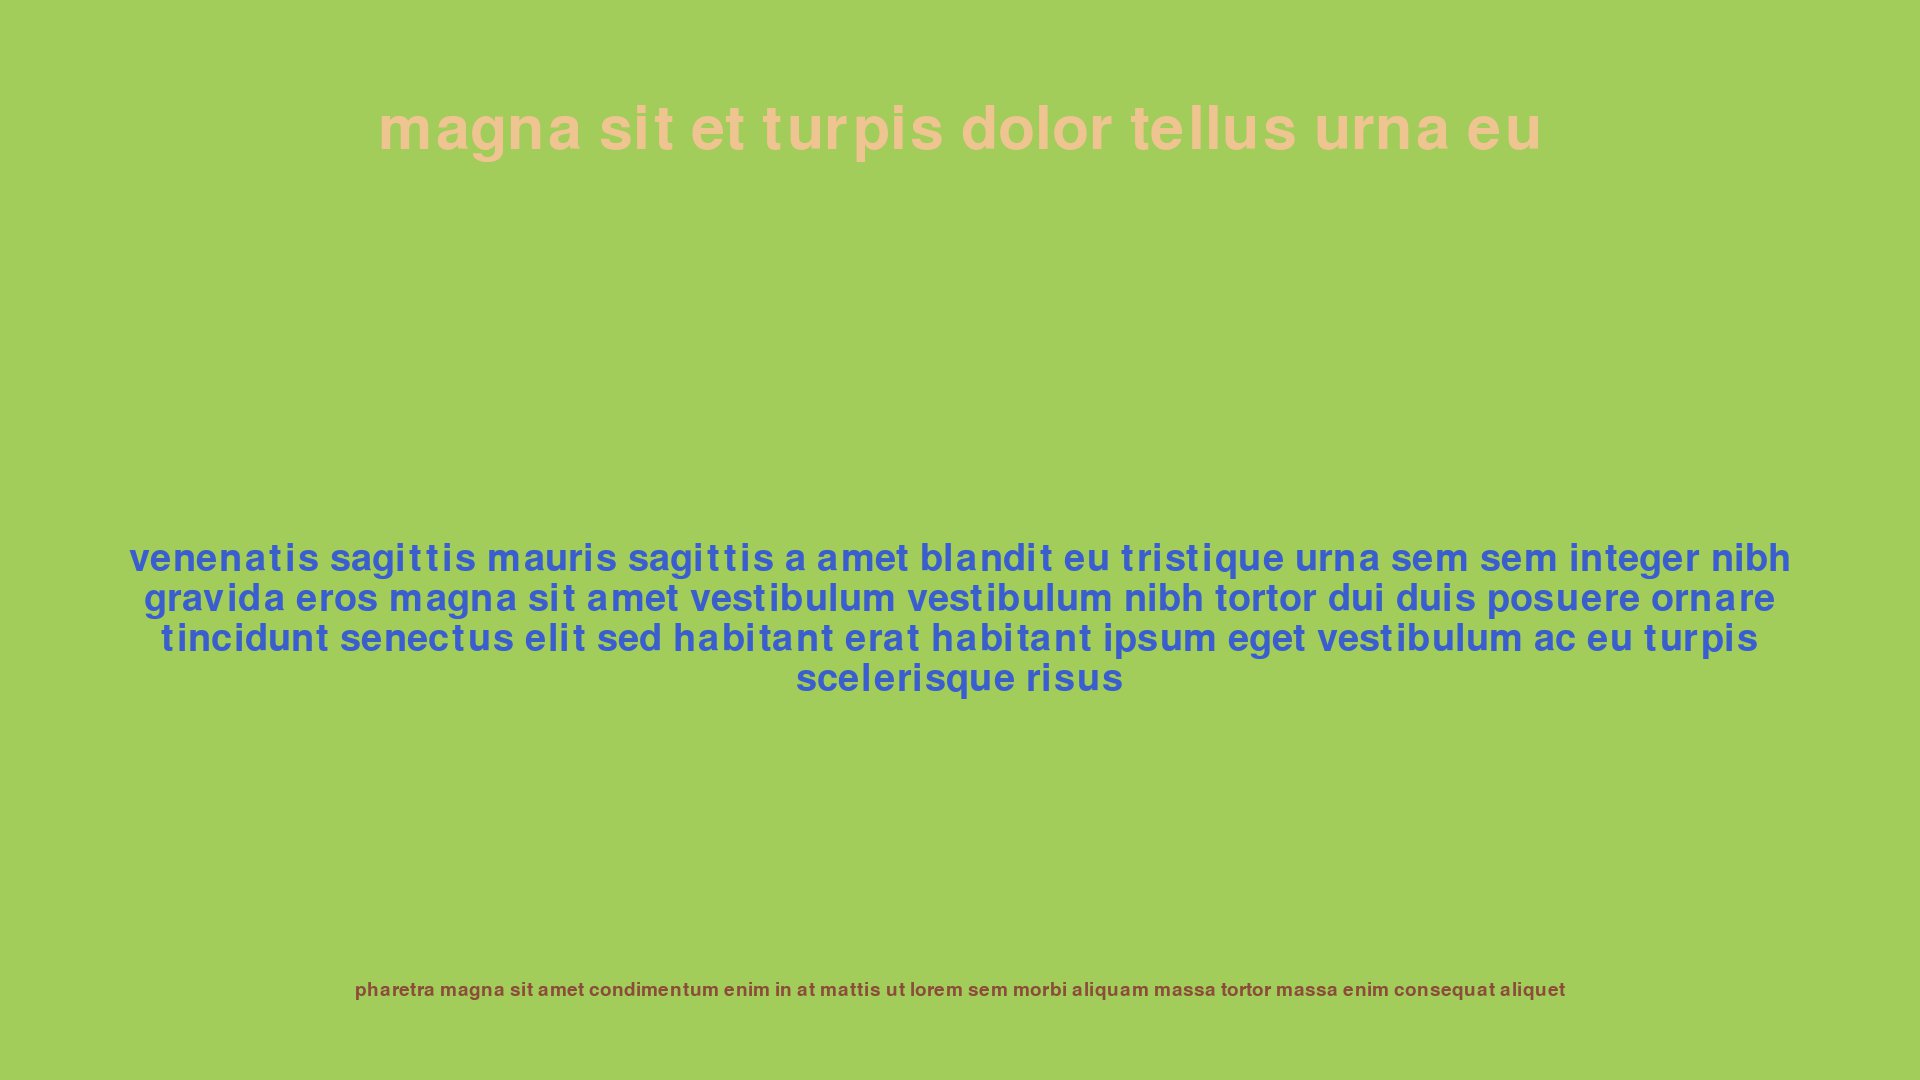 magna sit et turpis dolor tellus urna eu
venenatis sagittis mauris sagittis a amet blandit eu tristique urna sem sem integer nibh
gravida eros magna sit amet vestibulum vestibulum nibh tortor dui duis posuere ornare
tincidunt senectus elit sed habitant erat habitant ipsum eget vestibulum ac eu turpis
scelerisque risus
pharetra magna sit amet condimentum enim in at mattis ut lorem sem morbi aliquam massa tortor massa enim consequat aliquet